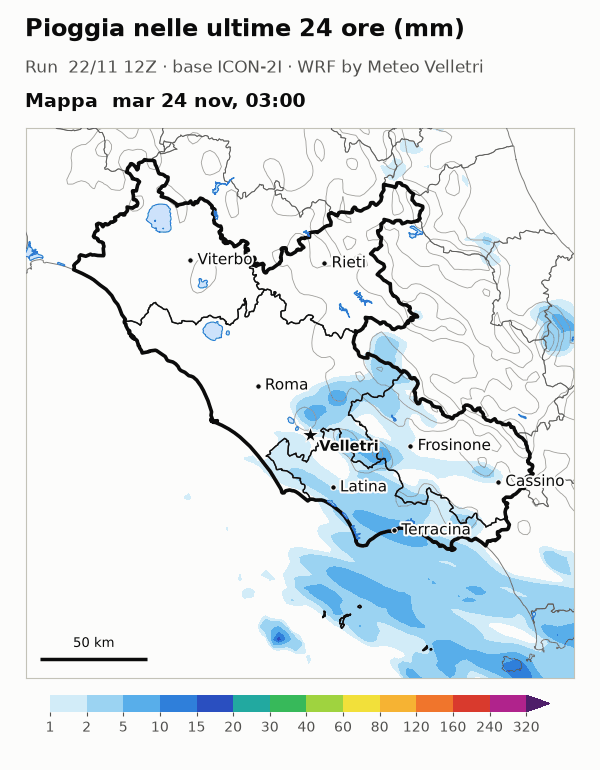 Pioggia nelle ultime 24 ore (mm)
Run  22/11 12Z · base ICON-2I · WRF by Meteo Velletri
Mappa  mar 24 nov, 03:00
Viterbo
Rieti
Roma
Velletri
Frosinone
Latina
Cassino
Terracina
50 km
1 2 5 10 15 20 30 40 60 80 120 160 240 320